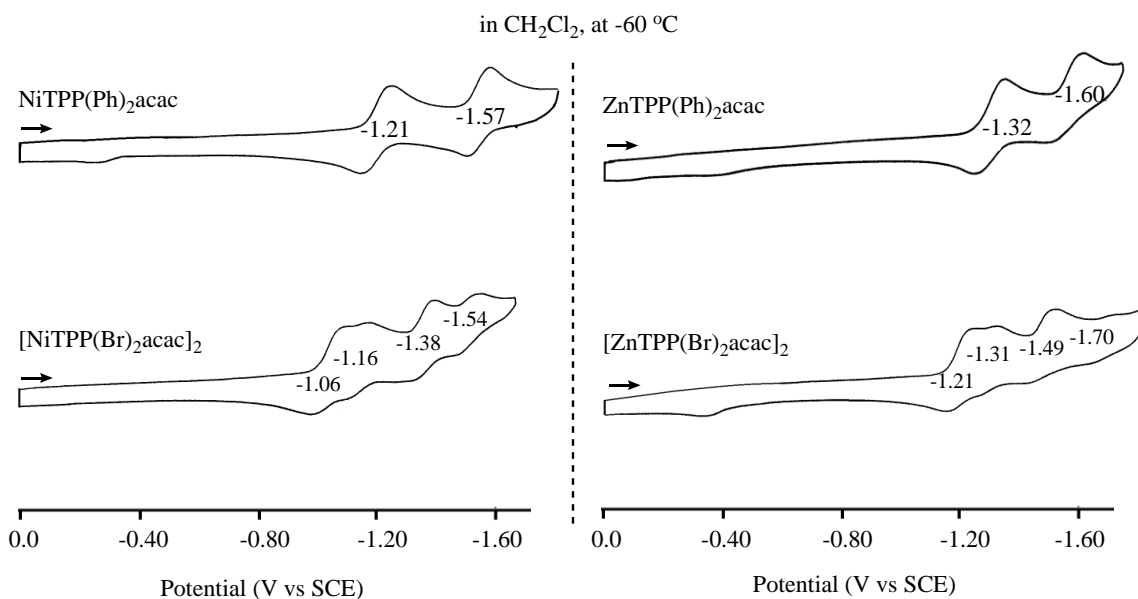 in CH₂Cl₂, at -60 °C
NiTPP(Ph)₂acac
-1.21
-1.57
[NiTPP(Br)₂acac]₂
-1.06
-1.16
-1.38
-1.54
0.0 -0.40 -0.80 -1.20 -1.60
Potential (V vs SCE)
ZnTPP(Ph)₂acac
-1.32
-1.60
[ZnTPP(Br)₂acac]₂
-1.21
-1.31
-1.49
-1.70
0.0 -0.40 -0.80 -1.20 -1.60
Potential (V vs SCE)